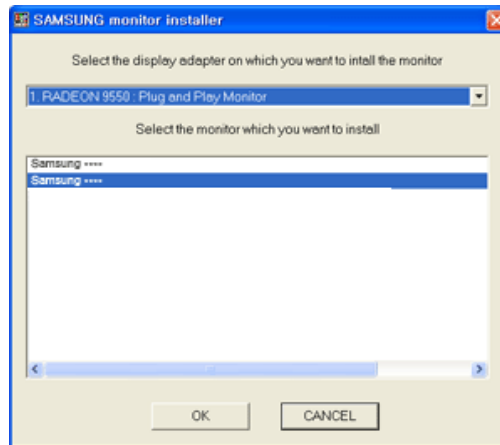 SAMSUNG monitor installer
Select the display adapter on which you want to intall the monitor
1. RADEON 9550 : Plug and Play Monitor
Select the monitor which you want to install
Samsung ----
Samsung ----
OK
CANCEL